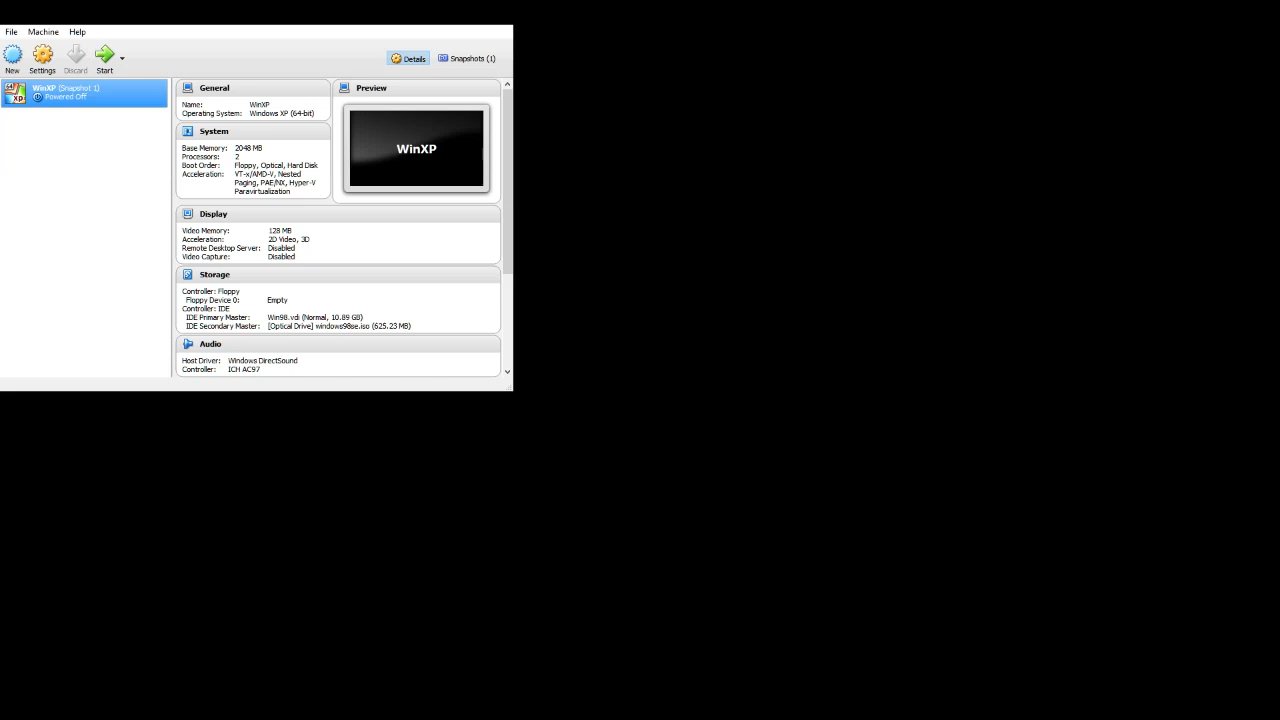 File Machine Help
New Settings Discard Start Details Snapshots (1)
WinXP (Snapshot 1)
Powered Off
64
XP
General
Name: WinXP
Operating System: Windows XP (64-bit)
System
Base Memory: 2048 MB
Processors: 2
Boot Order: Floppy, Optical, Hard Disk
Acceleration: VT-x/AMD-V, Nested
Paging, PAE/NX, Hyper-V
Paravirtualization
Preview
WinXP
Display
Video Memory: 128 MB
Acceleration: 2D Video, 3D
Remote Desktop Server: Disabled
Video Capture: Disabled
Storage
Controller: Floppy
Floppy Device 0: Empty
Controller: IDE
IDE Primary Master: Win98.vdi (Normal, 10.89 GB)
IDE Secondary Master: [Optical Drive] windows98se.iso (625.23 MB)
Audio
Host Driver: Windows DirectSound
Controller: ICH AC97